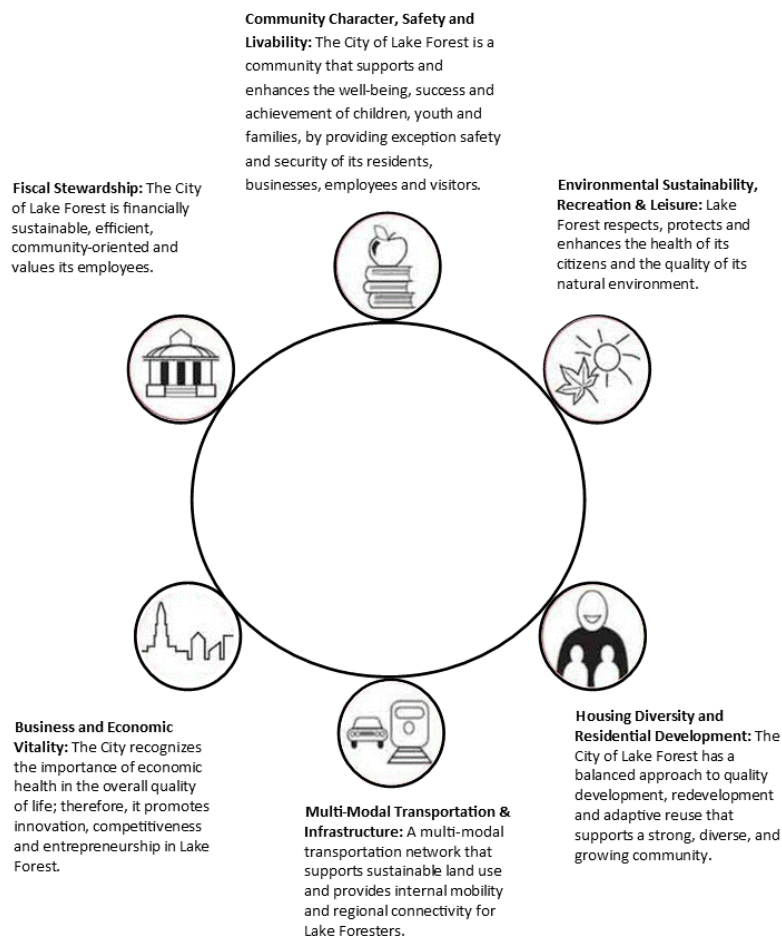 Community Character, Safety and
Livability: The City of Lake Forest is a
community that supports and
enhances the well-being, success and
achievement of children, youth and
families, by providing exception safety
and security of its residents,
businesses, employees and visitors.
Fiscal Stewardship: The City
of Lake Forest is financially
sustainable, efficient,
community-oriented and
values its employees.
Environmental Sustainability,
Recreation & Leisure: Lake
Forest respects, protects and
enhances the health of its
citizens and the quality of its
natural environment.
Business and Economic
Vitality: The City recognizes
the importance of economic
health in the overall quality
of life; therefore, it promotes
innovation, competitiveness
and entrepreneurship in Lake
Forest.
Multi-Modal Transportation &
Infrastructure: A multi-modal
transportation network that
supports sustainable land use
and provides internal mobility
and regional connectivity for
Lake Foresters.
Housing Diversity and
Residential Development: The
City of Lake Forest has a
balanced approach to quality
development, redevelopment
and adaptive reuse that
supports a strong, diverse, and
growing community.